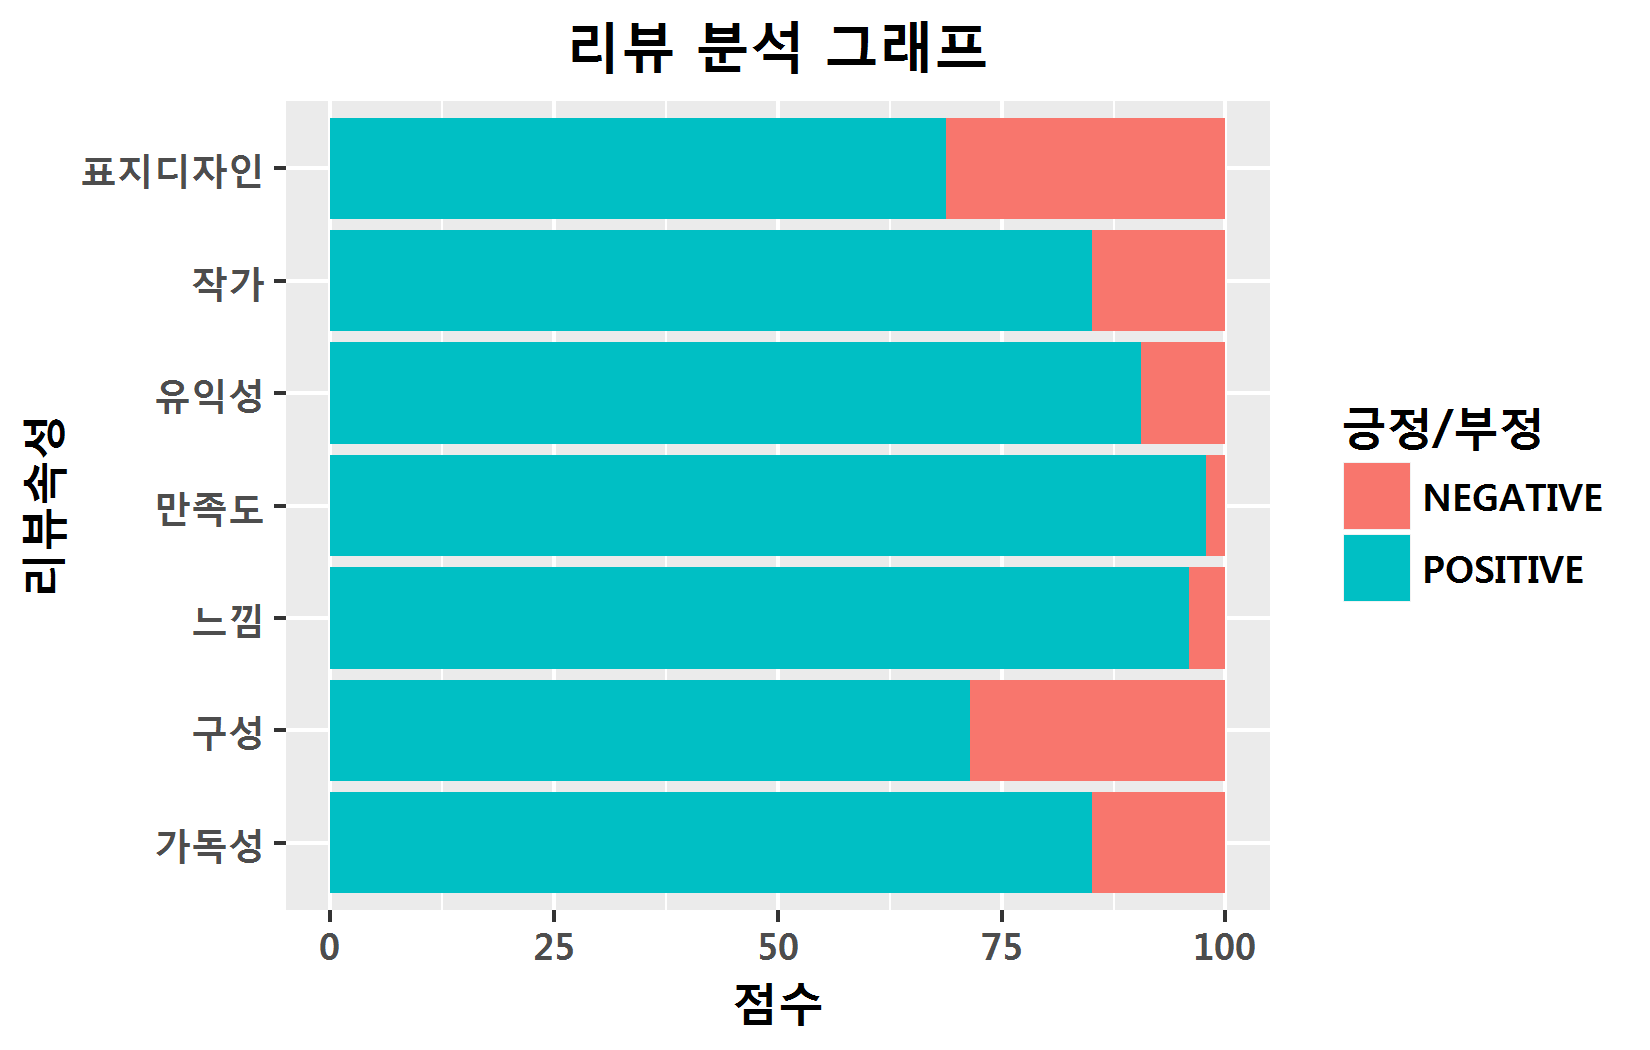 리뷰 분석 그래프
표지디자인
작가
유익성
만족도
느낌
구성
가독성
리뷰속성
0 25 50 75 100
점수
긍정/부정
NEGATIVE
POSITIVE